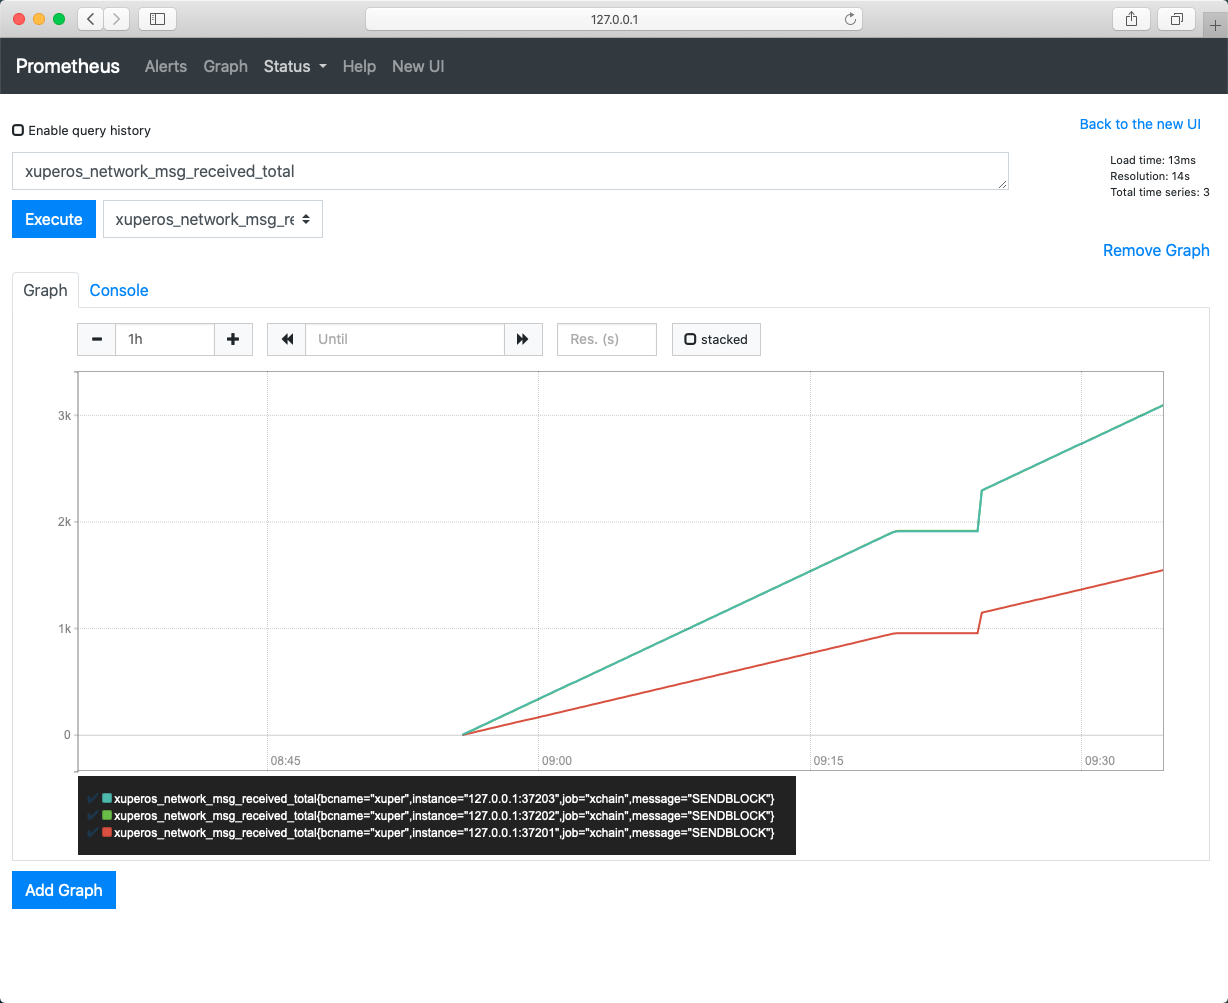 127.0.0.1
Prometheus Alerts Graph Status Help New UI
Enable query history
Back to the new UI
xuperos_network_msg_received_total
Load time: 13ms
Resolution: 14s
Total time series: 3
Execute xuperos_network_msg_re
Remove Graph
Graph Console
1h Until Res. (s) stacked
3k
2k
1k
0
08:45 09:00 09:15 09:30
xuperos_network_msg_received_total{bcname="xuper",instance="127.0.0.1:37203",job="xchain",message="SENDBLOCK"}
xuperos_network_msg_received_total{bcname="xuper",instance="127.0.0.1:37202",job="xchain",message="SENDBLOCK"}
xuperos_network_msg_received_total{bcname="xuper",instance="127.0.0.1:37201",job="xchain",message="SENDBLOCK"}
Add Graph